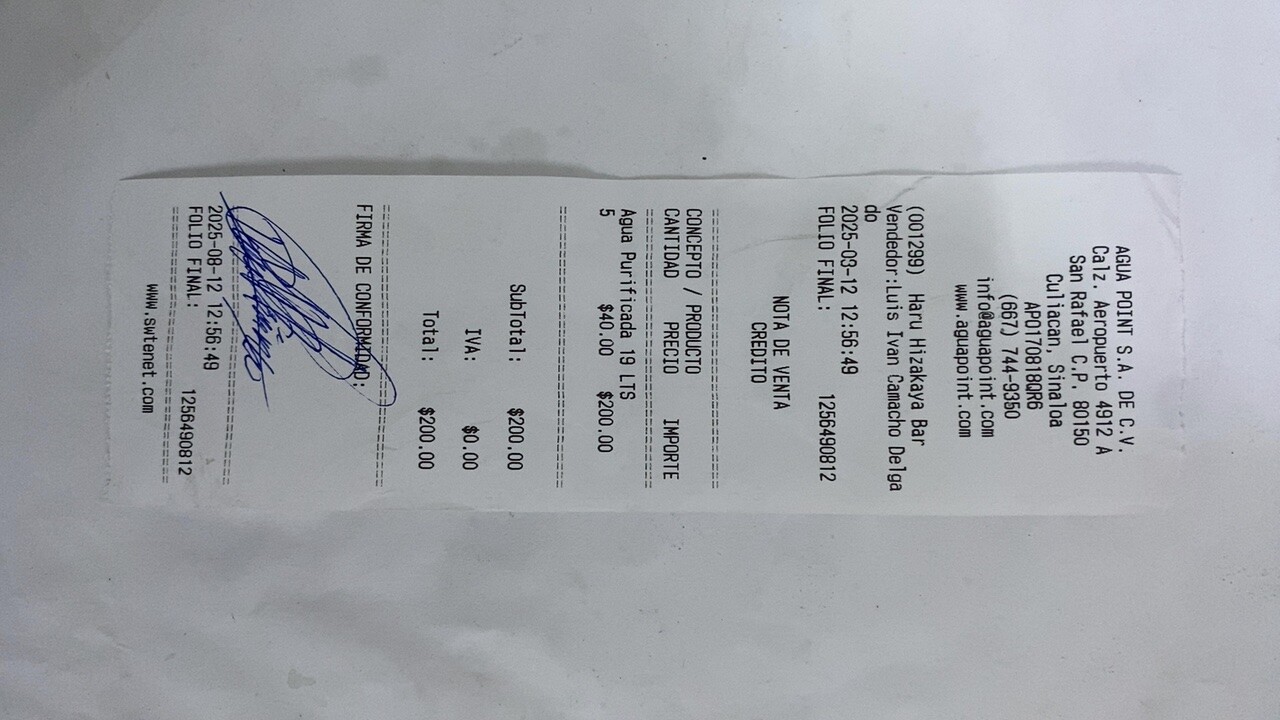 AGUA POINT S.A. DE C.V.
Calz. Aeropuerto 4912 A
San Rafael C.P. 80150
Culiacan, Sinaloa
APO170818QR6
(667) 744-9350
info@aguapoint.com
www.aguapoint.com
(001299) Haru Hizakaya Bar
Vendedor:Luis Ivan Camacho Delga
do
2025-03-12 12:56:49
FOLIO FINAL: 1256490812
NOTA DE VENTA
CREDITO
CONCEPTO / PRODUCTO
CANTIDAD PRECIO IMPORTE
Agua Purificada 19 LTS
5 $40.00 $200.00
SubTotal: $200.00
IVA: $0.00
Total: $200.00
FIRMA DE CONFORMIDAD:
2025-08-12 12:56:49
FOLIO FINAL: 1256490812
www.swtenet.com